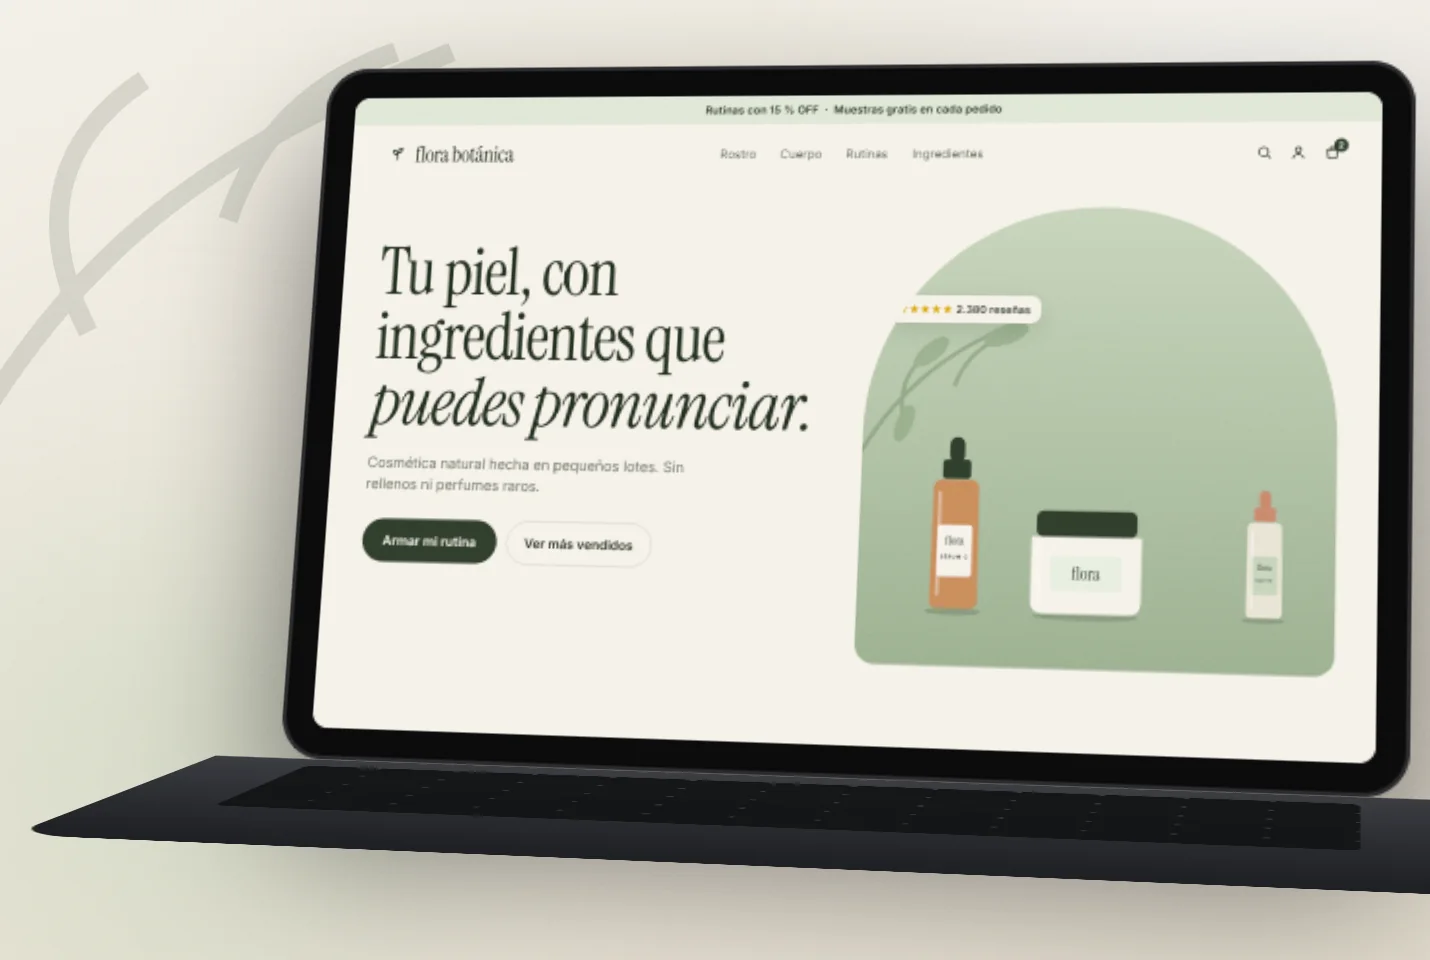 Rutinas con 15 % OFF · Muestras gratis en cada pedido
flora botánica
Rostro Cuerpo Rutinas Ingredientes
2
Tu piel, con
ingredientes que
puedes pronunciar.
Cosmética natural hecha en pequeños lotes. Sin
rellenos ni perfumes raros.
Armar mi rutina Ver más vendidos
★★★★ 2.380 reseñas
flora
flora